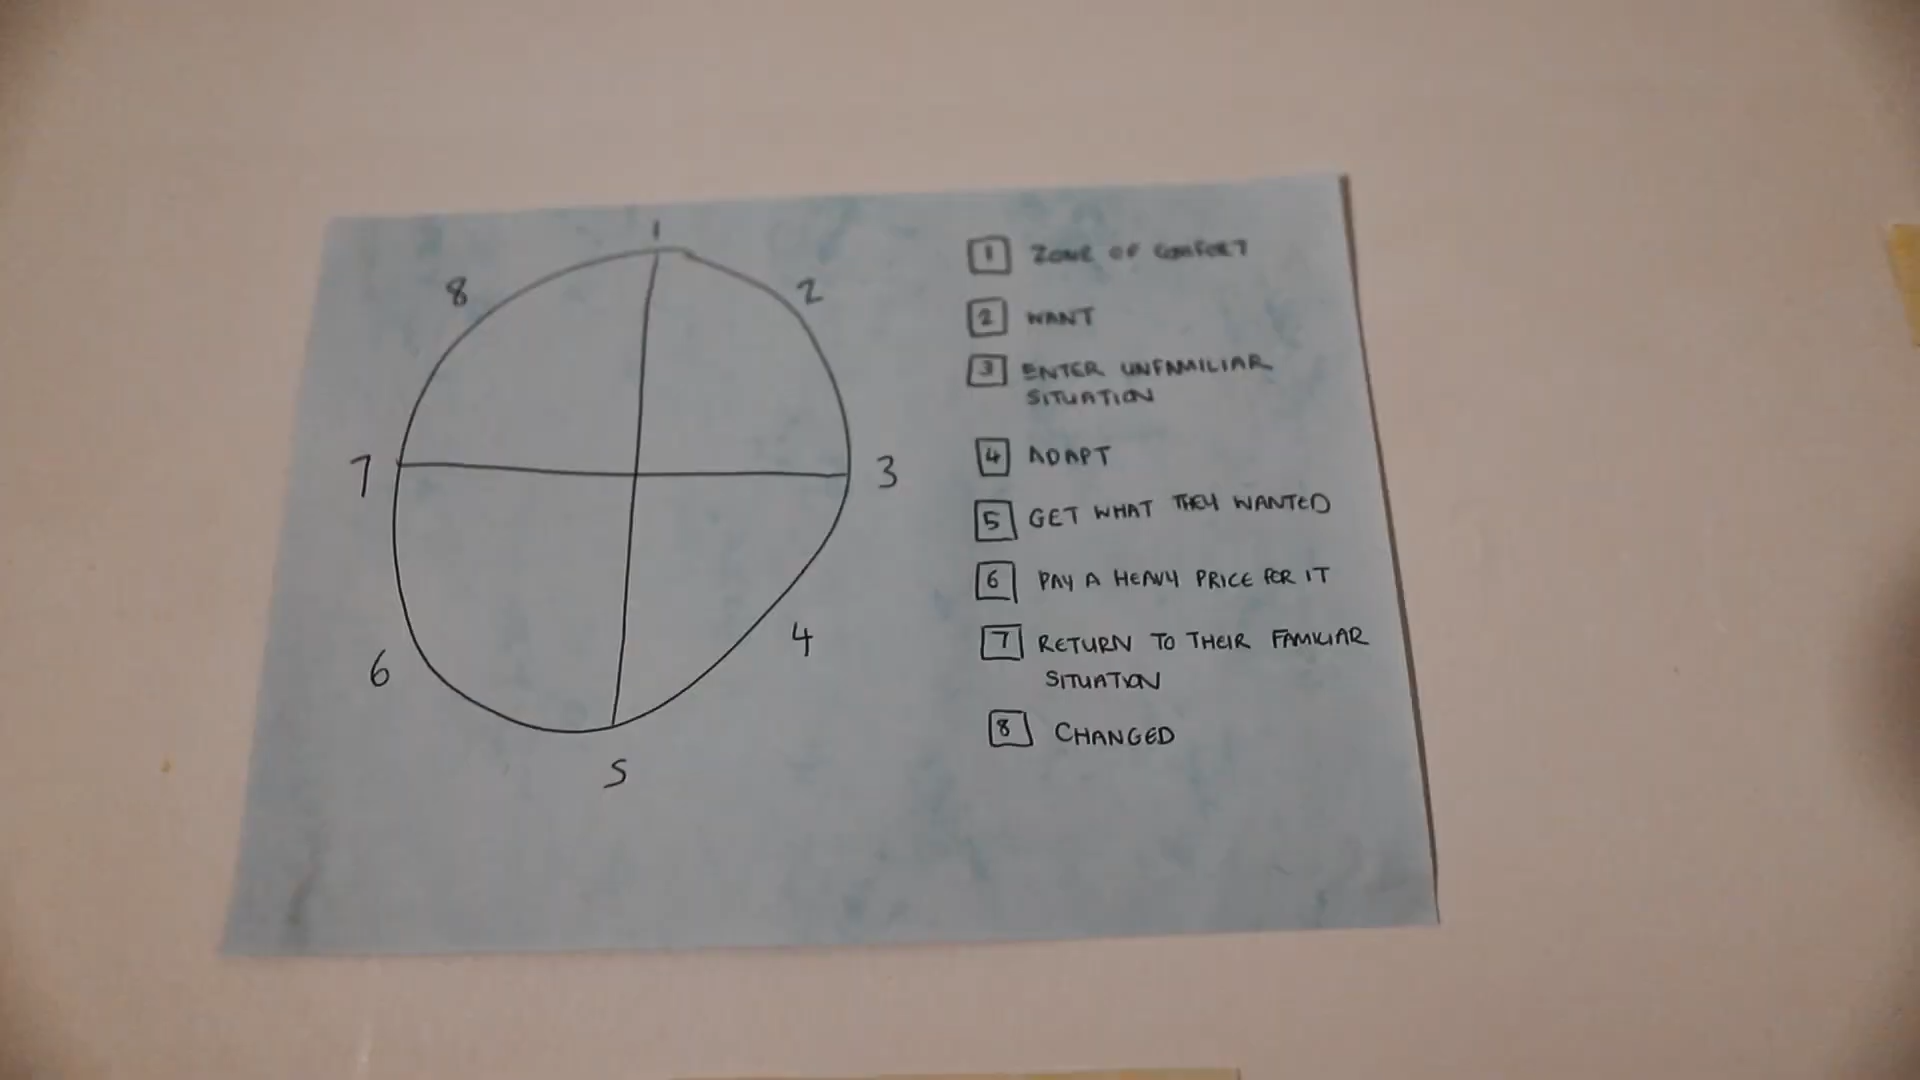 1
8
2
7
3
6
4
5
1 ZONE OF COMFORT
2 WANT
3 ENTER UNFAMILIAR
SITUATION
4 ADAPT
5 GET WHAT THEY WANTED
6 PAY A HEAVY PRICE FOR IT
7 RETURN TO THEIR FAMILIAR
SITUATION
8 CHANGED